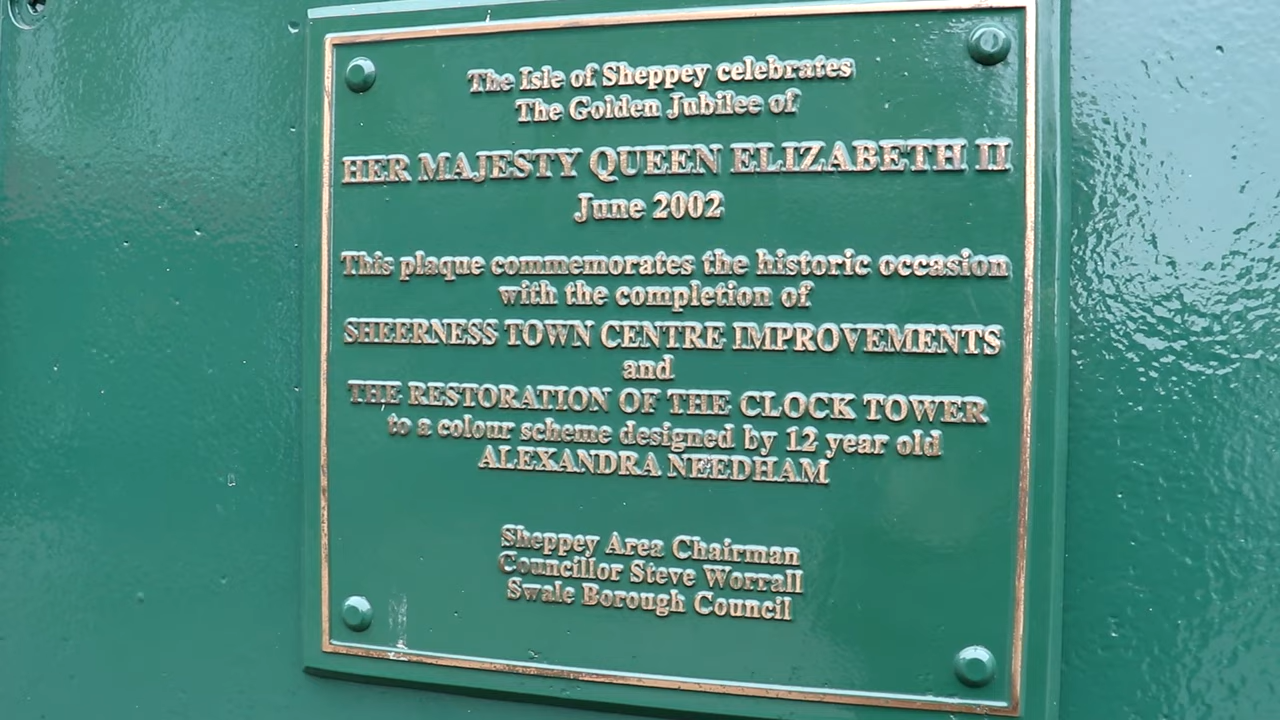 The Isle of Sheppey celebrates
The Golden Jubilee of
HER MAJESTY QUEEN ELIZABETH II
June 2002
This plaque commemorates the historic occasion
with the completion of
SHEERNESS TOWN CENTRE IMPROVEMENTS
and
THE RESTORATION OF THE CLOCK TOWER
to a colour scheme designed by 12 year old
ALEXANDRA NEEDHAM
Sheppey Area Chairman
Councillor Steve Worrall
Swale Borough Council